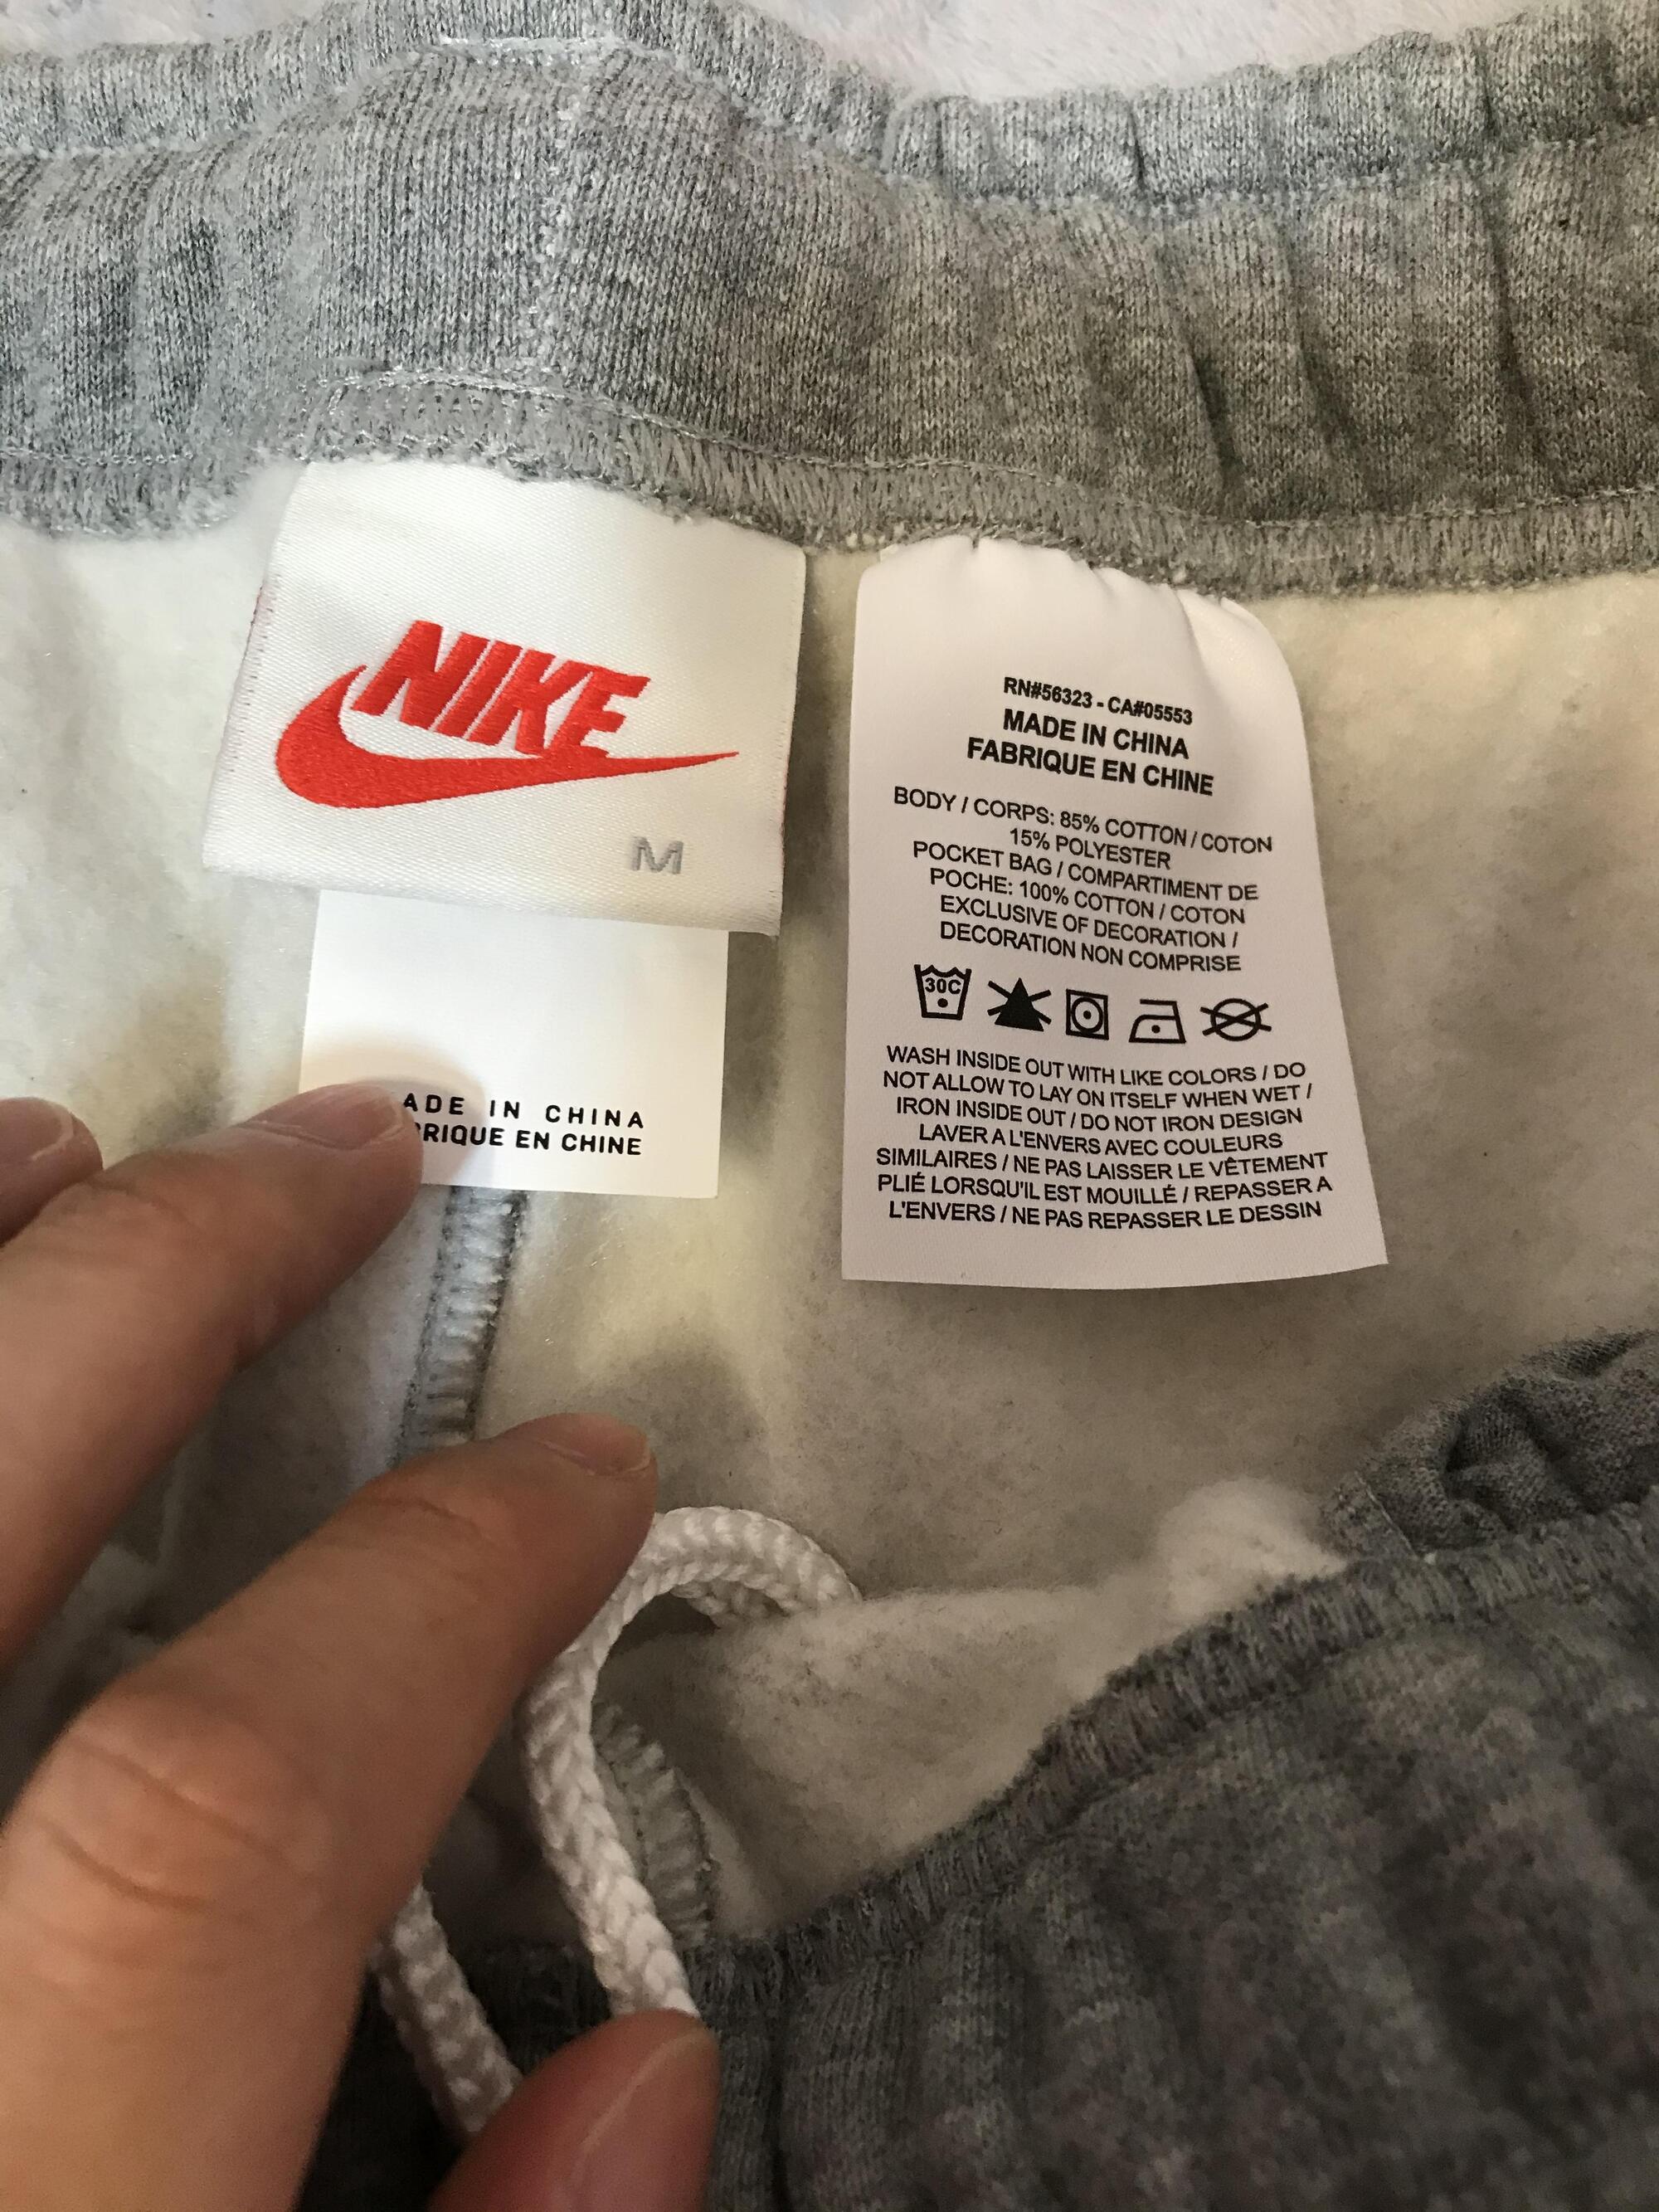 NIKE
M
ADE IN CHINA
RIQUE EN CHINE
RN#56323 - CA#05553
MADE IN CHINA
FABRIQUE EN CHINE
BODY / CORPS: 85% COTTON / COTON
15% POLYESTER
POCKET BAG / COMPARTIMENT DE
POCHE: 100% COTTON / COTON
EXCLUSIVE OF DECORATION /
DECORATION NON COMPRISE
30C
WASH INSIDE OUT WITH LIKE COLORS / DO
NOT ALLOW TO LAY ON ITSELF WHEN WET /
IRON INSIDE OUT / DO NOT IRON DESIGN
LAVER A L'ENVERS AVEC COULEURS
SIMILAIRES / NE PAS LAISSER LE VÊTEMENT
PLIÉ LORSQU'IL EST MOUILLÉ / REPASSER A
L'ENVERS / NE PAS REPASSER LE DESSIN